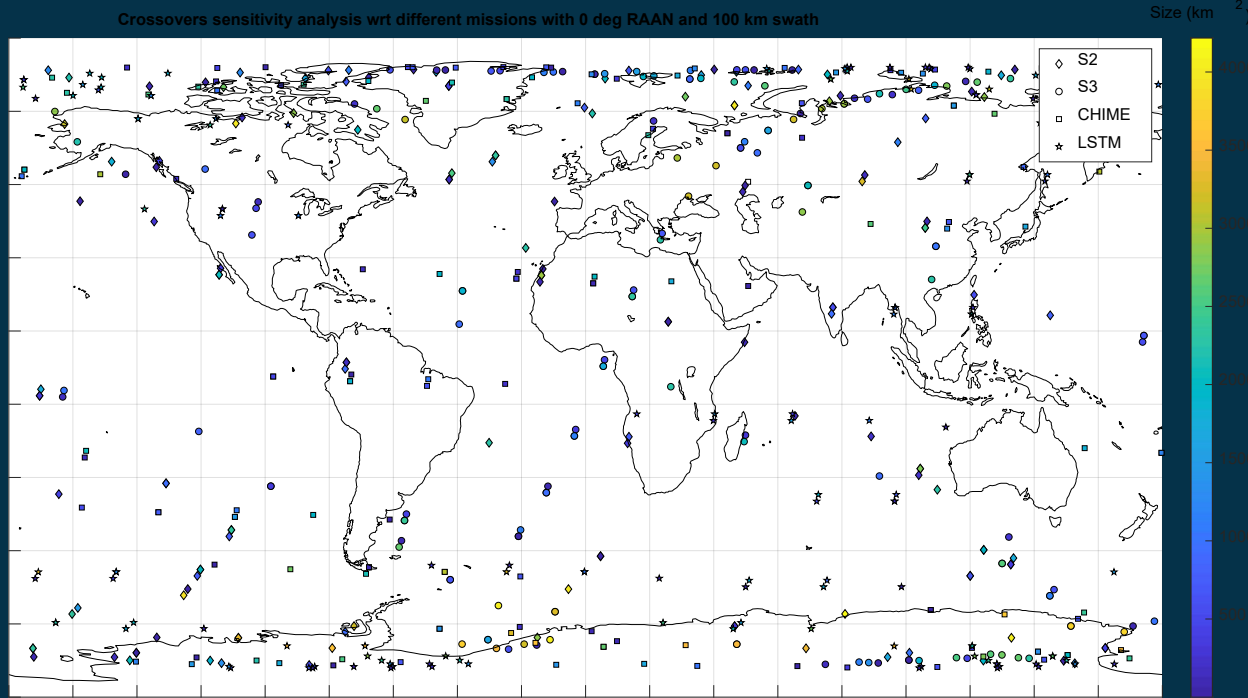 Crossovers sensitivity analysis wrt different missions with 0 deg RAAN and 100 km swath
Size (km 2
S2
S3
CHIME
LSTM